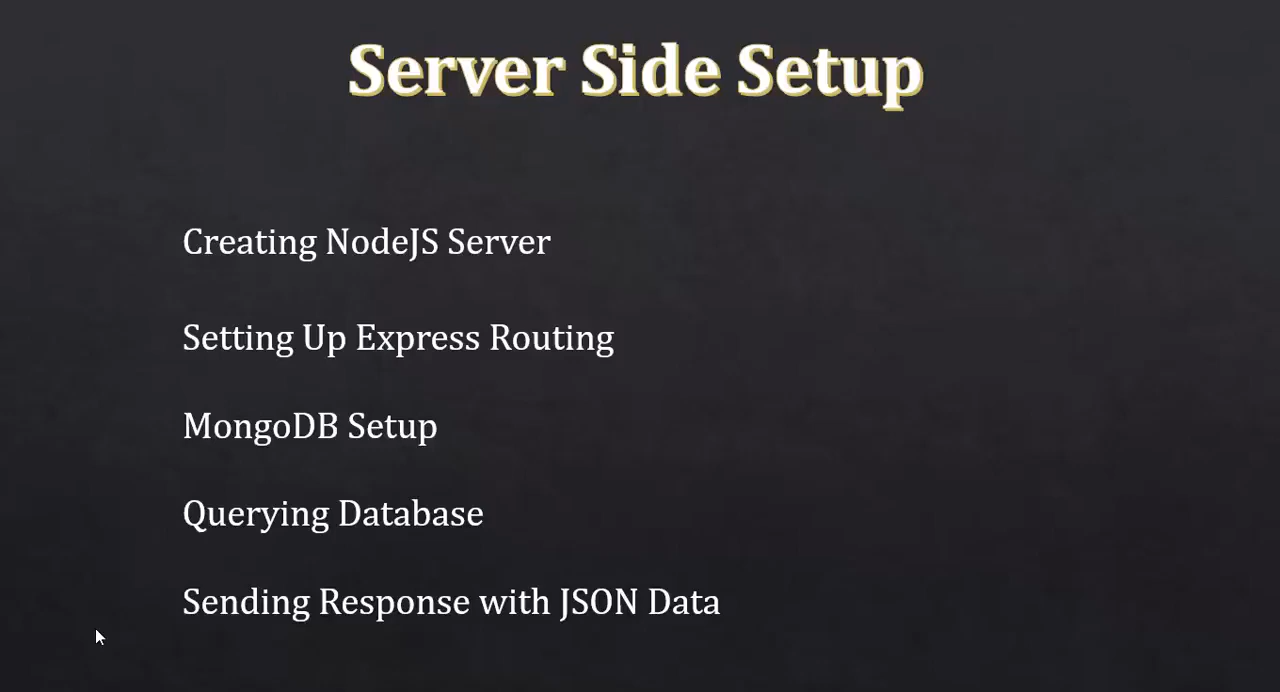 Server Side Setup
Creating NodeJS Server
Setting Up Express Routing
MongoDB Setup
Querying Database
Sending Response with JSON Data